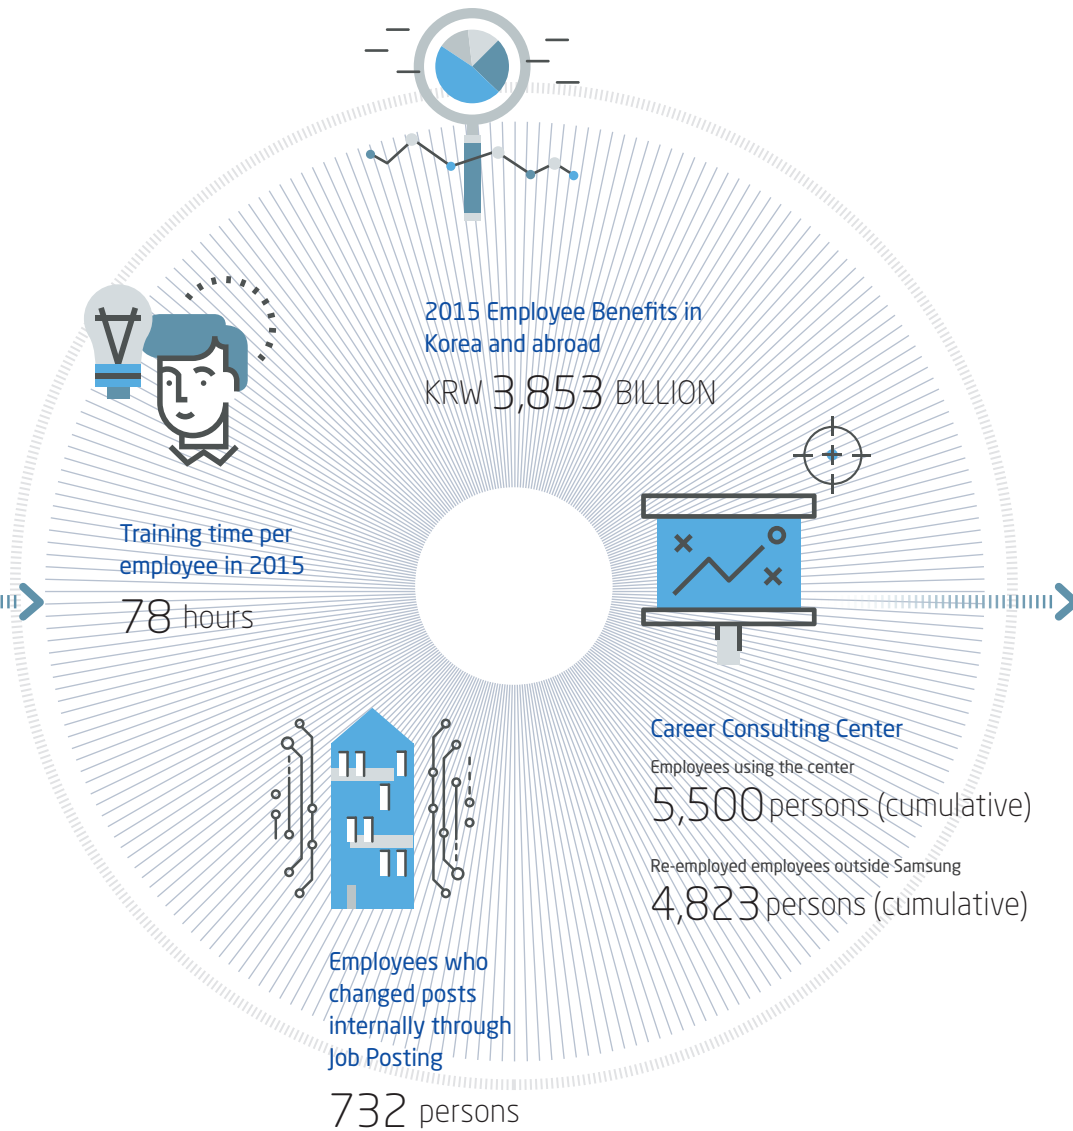 2015 Employee Benefits in
Korea and abroad
KRW 3,853 BILLION
Training time per
employee in 2015
78 hours
Career Consulting Center
Employees using the center
5,500 persons (cumulative)
Re-employed employees outside Samsung
4,823 persons (cumulative)
Employees who
changed posts
internally through
Job Posting
732 persons